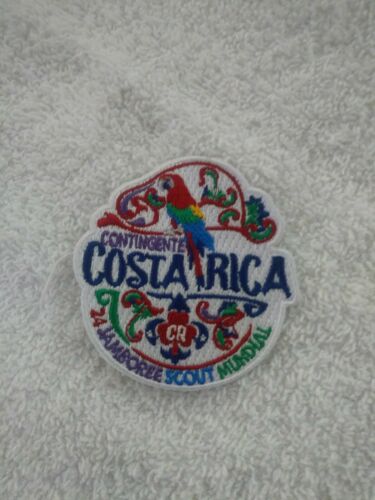 CONTINGENTE
COSTA RICA
CR
24 JAMBOREE SCOUT MUNDIAL